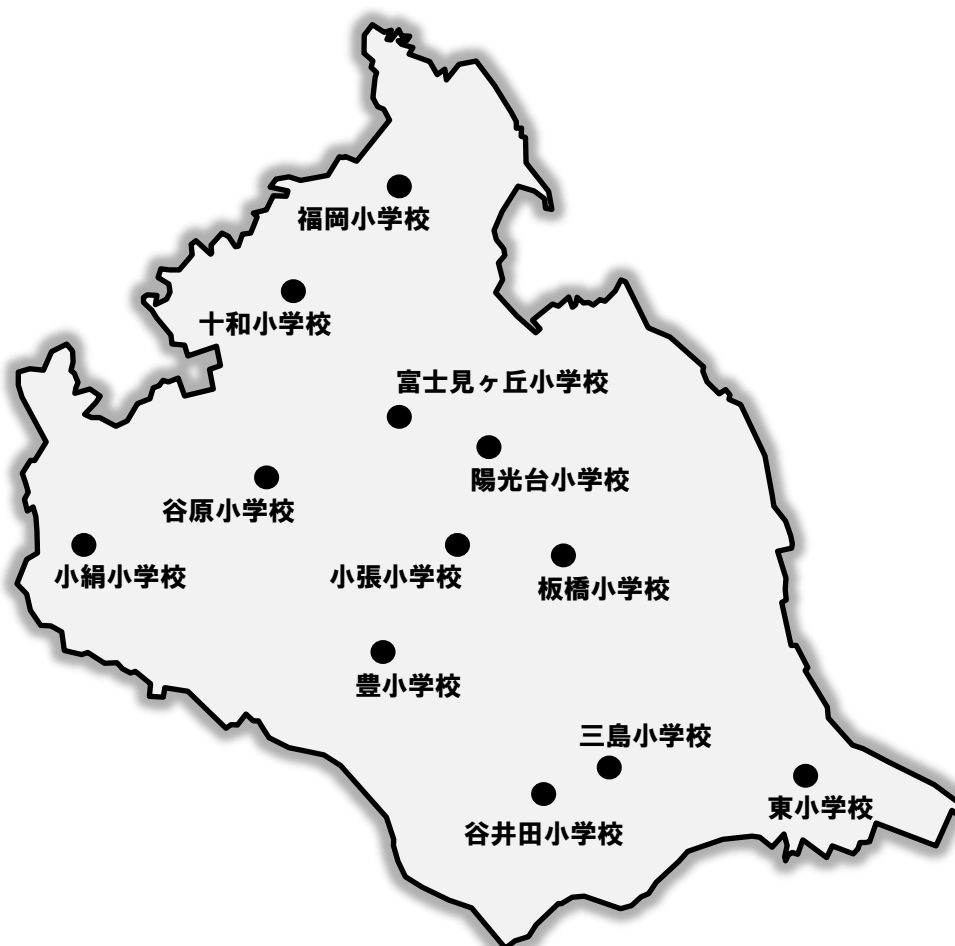 福岡小学校
十和小学校
富士見ヶ丘小学校
陽光台小学校
谷原小学校
小絹小学校
小張小学校
板橋小学校
豊小学校
三島小学校
東小学校
谷井田小学校